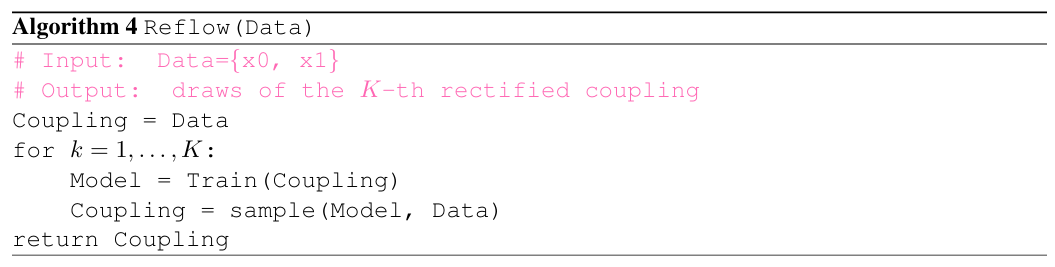 Algorithm 4 Reflow(Data)
# Input: Data={x0, x1}
# Output: draws of the K-th rectified coupling
Coupling = Data
for k = 1, . . . , K:
    Model = Train(Coupling)
    Coupling = sample(Model, Data)
return Coupling